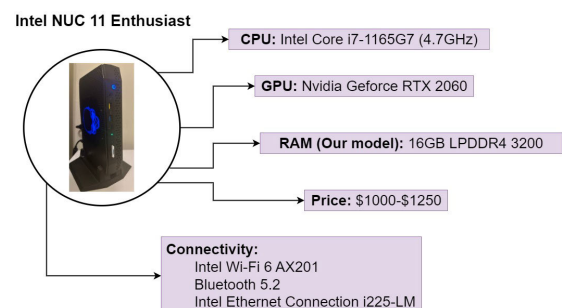 Intel NUC 11 Enthusiast
CPU: Intel Core i7-1165G7 (4.7GHz)
GPU: Nvidia Geforce RTX 2060
RAM (Our model): 16GB LPDDR4 3200
Price: $1000-$1250
Connectivity:
Intel Wi-Fi 6 AX201
Bluetooth 5.2
Intel Ethernet Connection i225-LM